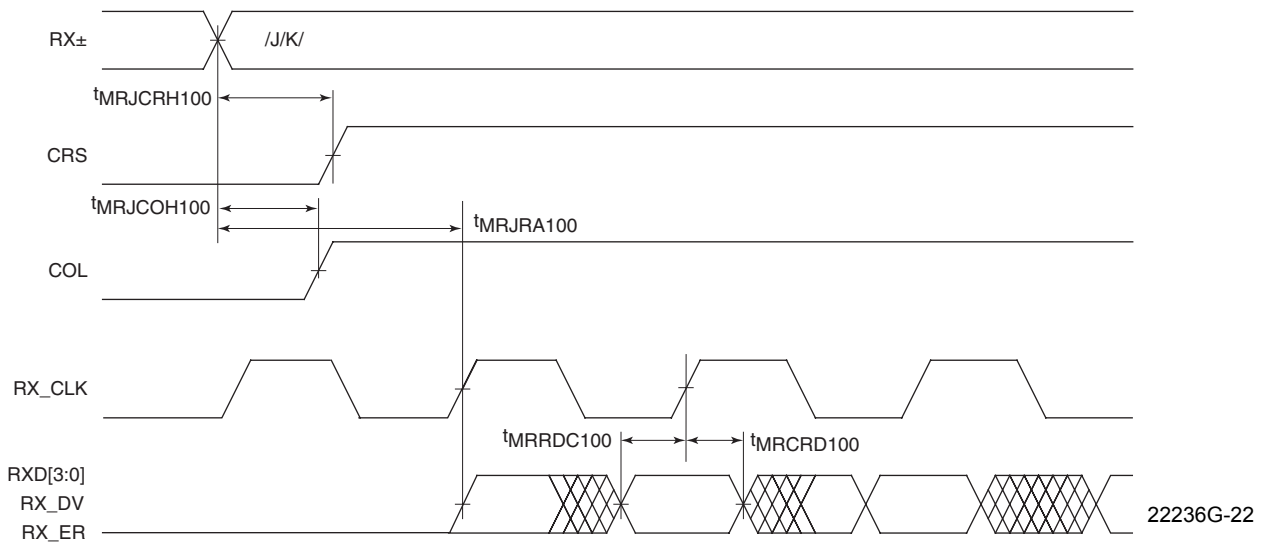 RX±
/J/K/
tMRJCRH100
CRS
tMRJCOH100
tMRJRA100
COL
RX_CLK
tMRRDC100
tMRCRD100
RXD[3:0]
RX_DV
RX_ER
22236G-22